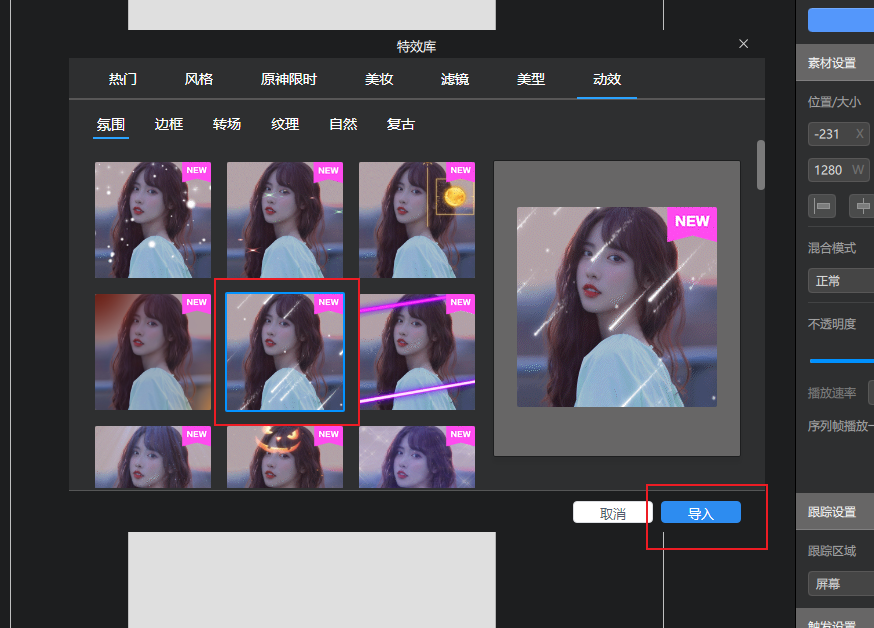 特效库
热门 风格 原神限时 美妆 滤镜 美型 动效
氛围 边框 转场 纹理 自然 复古
NEW NEW NEW
NEW
NEW NEW NEW
NEW NEW NEW
取消 导入
素材设置
位置/大小
-231 X
1280 W
混合模式
正常
不透明度
播放速率
序列帧播放一
跟踪设置
跟踪区域
屏幕
触发设置